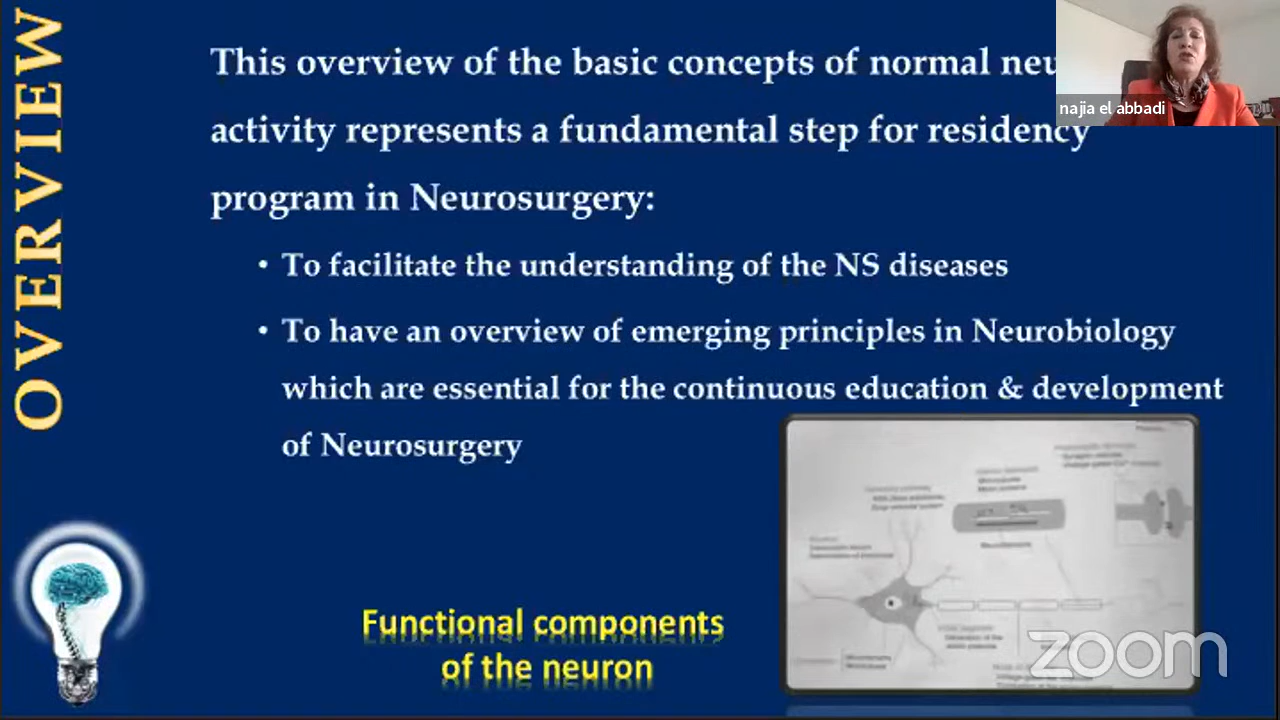 OVERVIEW
This overview of the basic concepts of normal
activity represents a fundamental step for residency
program in Neurosurgery:
• To facilitate the understanding of the NS diseases
• To have an overview of emerging principles in Neurobiology
which are essential for the continuous education & development
of Neurosurgery
Functional components
of the neuron
najia el abbadi
zoom